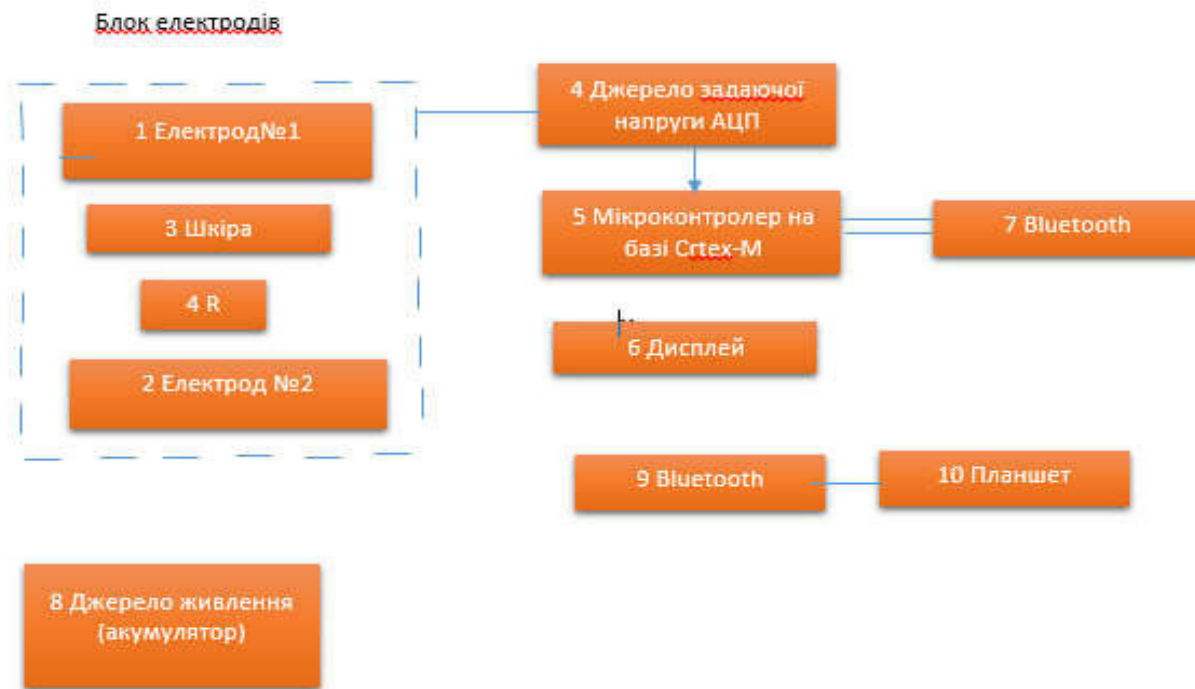 Блок електродів
1 Електрод№1
3 Шкіра
4 R
2 Електрод №2
4 Джерело задаючої
напруги АЦП
5 Мікроконтролер на
базі Crtex-M
7 Bluetooth
6 Дисплей
9 Bluetooth
10 Планшет
8 Джерело живлення
(акумулятор)